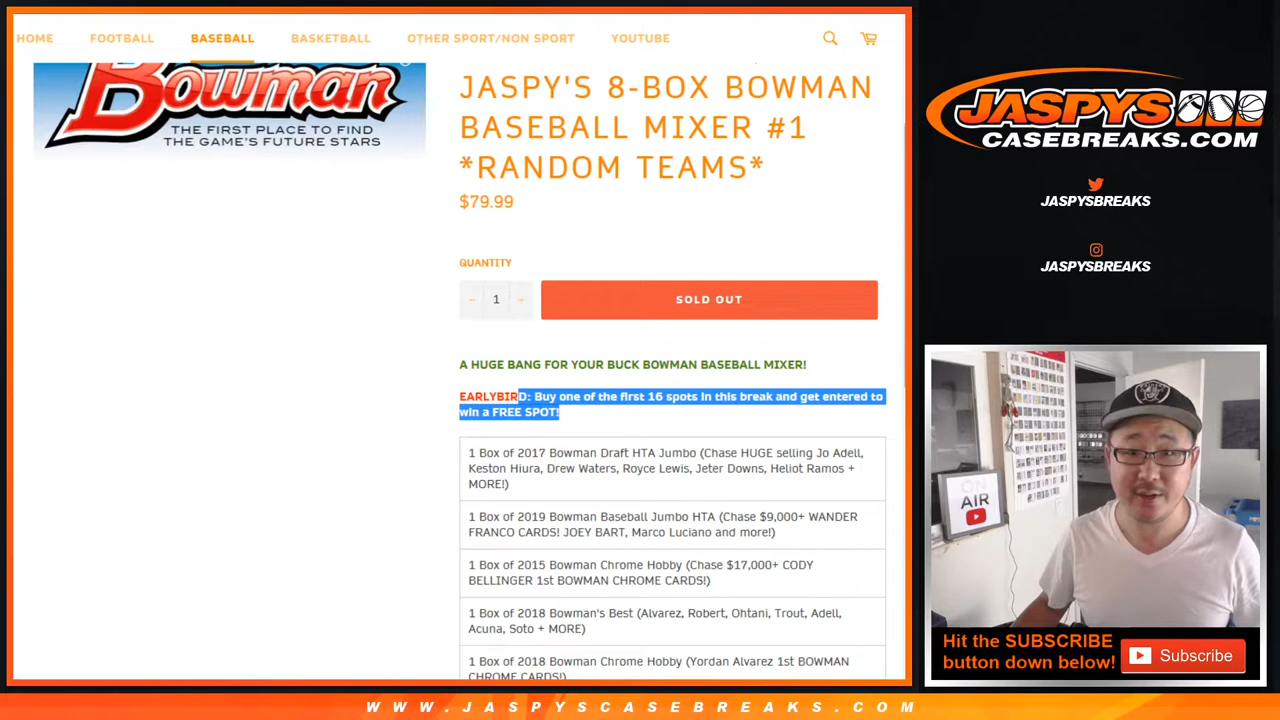 HOME FOOTBALL BASEBALL BASKETBALL OTHER SPORT/NON SPORT YOUTUBE
Bowman
THE FIRST PLACE TO FIND
THE GAME'S FUTURE STARS
JASPY'S 8-BOX BOWMAN
BASEBALL MIXER #1
*RANDOM TEAMS*
$79.99
QUANTITY
− 1 +
SOLD OUT
A HUGE BANG FOR YOUR BUCK BOWMAN BASEBALL MIXER!
EARLYBIRD: Buy one of the first 16 spots in this break and get entered to
win a FREE SPOT!
1 Box of 2017 Bowman Draft HTA Jumbo (Chase HUGE selling Jo Adell,
Keston Hiura, Drew Waters, Royce Lewis, Jeter Downs, Heliot Ramos +
MORE!)
1 Box of 2019 Bowman Baseball Jumbo HTA (Chase $9,000+ WANDER
FRANCO CARDS! JOEY BART, Marco Luciano and more!)
1 Box of 2015 Bowman Chrome Hobby (Chase $17,000+ CODY
BELLINGER 1st BOWMAN CHROME CARDS!)
1 Box of 2018 Bowman's Best (Alvarez, Robert, Ohtani, Trout, Adell,
Acuna, Soto + MORE)
1 Box of 2018 Bowman Chrome Hobby (Yordan Alvarez 1st BOWMAN
CHROME CARDS!)
JASPYS
CASEBREAKS.COM
JASPYSBREAKS
JASPYSBREAKS
ON
AIR
Hit the SUBSCRIBE
button down below!
Subscribe
WWW.JASPYSCASEBREAKS.COM